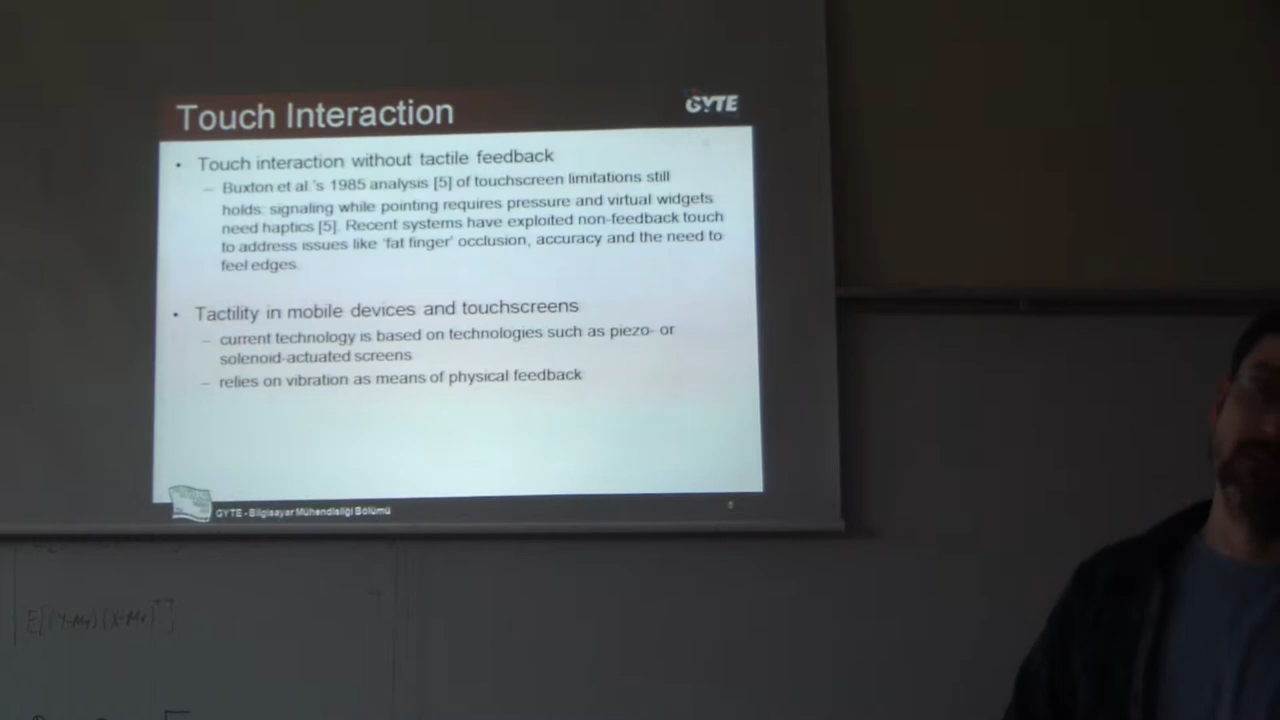 Touch Interaction
GYTE
• Touch interaction without tactile feedback
– Buxton et al.'s 1985 analysis [5] of touchscreen limitations still
holds: signaling while pointing requires pressure and virtual widgets
need haptics [5]. Recent systems have exploited non-feedback touch
to address issues like 'fat finger' occlusion, accuracy and the need to
feel edges.
• Tactility in mobile devices and touchscreens
– current technology is based on technologies such as piezo- or
solenoid-actuated screens
– relies on vibration as means of physical feedback
GYTE - Bilgisayar Mühendisliği Bölümü